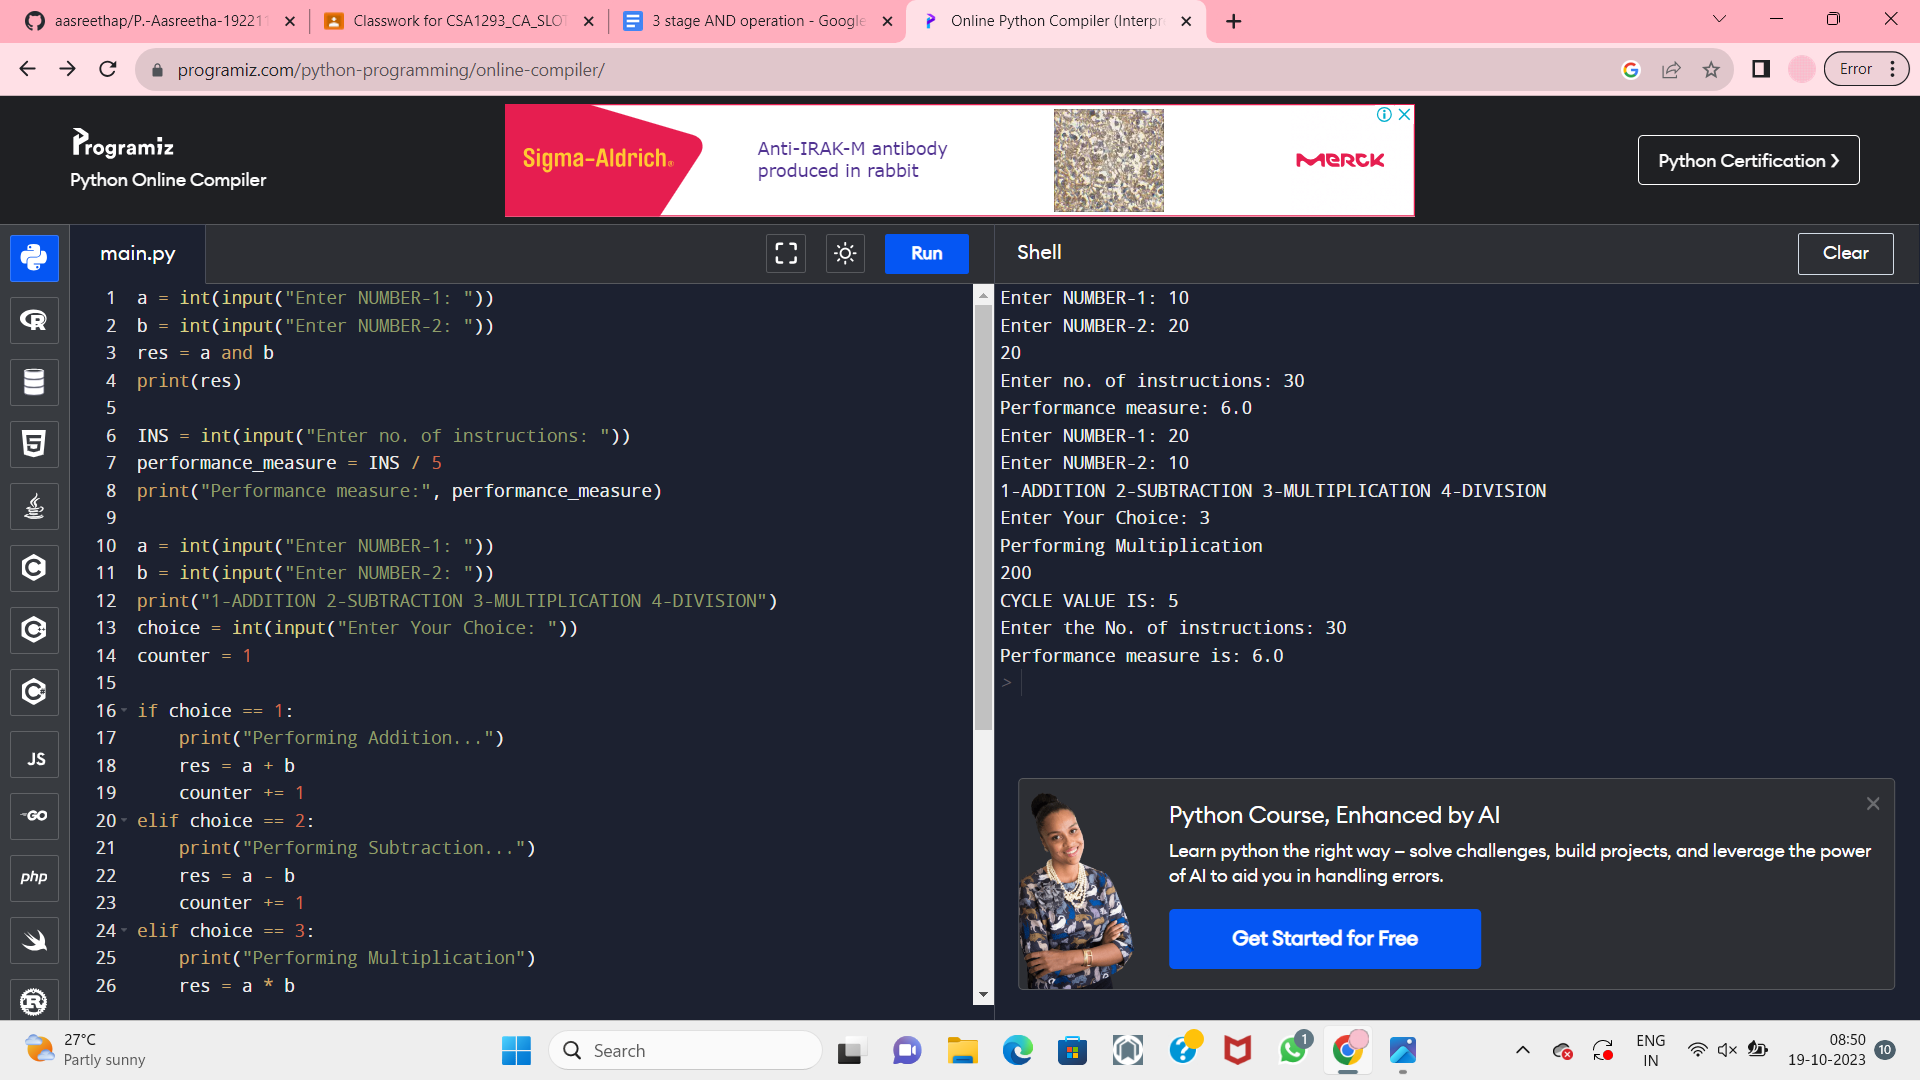 aasreethap/P.-Aasreetha-19221
Classwork for CSA1293_CA_SLOT
3 stage AND operation - Google
Online Python Compiler (Interpr
programiz.com/python-programming/online-compiler/
Error
Programiz
Python Online Compiler
Sigma-Aldrich®
Anti-IRAK-M antibody
produced in rabbit
MERCK
Python Certification ❯
main.py
Run
Shell
Clear
1 a = int(input("Enter NUMBER-1: "))
2 b = int(input("Enter NUMBER-2: "))
3 res = a and b
4 print(res)
5
6 INS = int(input("Enter no. of instructions: "))
7 performance_measure = INS / 5
8 print("Performance measure:", performance_measure)
9
10 a = int(input("Enter NUMBER-1: "))
11 b = int(input("Enter NUMBER-2: "))
12 print("1-ADDITION 2-SUBTRACTION 3-MULTIPLICATION 4-DIVISION")
13 choice = int(input("Enter Your Choice: "))
14 counter = 1
15
16 if choice == 1:
17     print("Performing Addition...")
18     res = a + b
19     counter += 1
20 elif choice == 2:
21     print("Performing Subtraction...")
22     res = a - b
23     counter += 1
24 elif choice == 3:
25     print("Performing Multiplication")
26     res = a * b
JS
GO
php
Enter NUMBER-1: 10
Enter NUMBER-2: 20
20
Enter no. of instructions: 30
Performance measure: 6.0
Enter NUMBER-1: 20
Enter NUMBER-2: 10
1-ADDITION 2-SUBTRACTION 3-MULTIPLICATION 4-DIVISION
Enter Your Choice: 3
Performing Multiplication
200
CYCLE VALUE IS: 5
Enter the No. of instructions: 30
Performance measure is: 6.0
>
Python Course, Enhanced by AI
Learn python the right way – solve challenges, build projects, and leverage the power
of AI to aid you in handling errors.
Get Started for Free
27°C
Partly sunny
Search
1
ENG
IN
08:50
19-10-2023
10